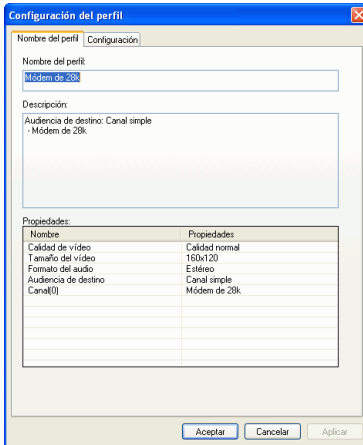 Configuración del perfil
Nombre del perfil Configuración
Nombre del perfil:
Módem de 28k
Descripción:
Audiencia de destino: Canal simple
- Módem de 28k
Propiedades:
Nombre Propiedades
Calidad de vídeo Calidad normal
Tamaño del vídeo 160x120
Formato del audio Estéreo
Audiencia de destino Canal simple
Canal(0) Módem de 28k
Aceptar Cancelar Aplicar